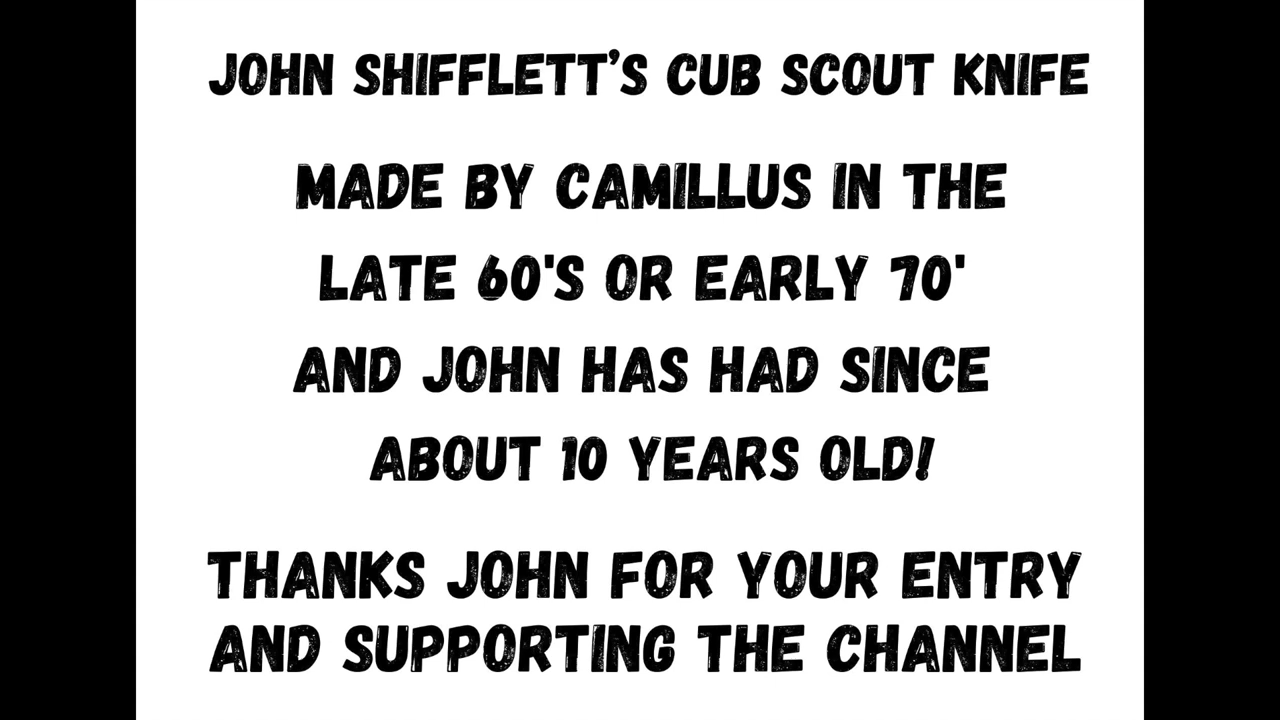 JOHN SHIFFLETT’S CUB SCOUT KNIFE
MADE BY CAMILLUS IN THE
LATE 60'S OR EARLY 70'
AND JOHN HAS HAD SINCE
ABOUT 10 YEARS OLD!
THANKS JOHN FOR YOUR ENTRY
AND SUPPORTING THE CHANNEL